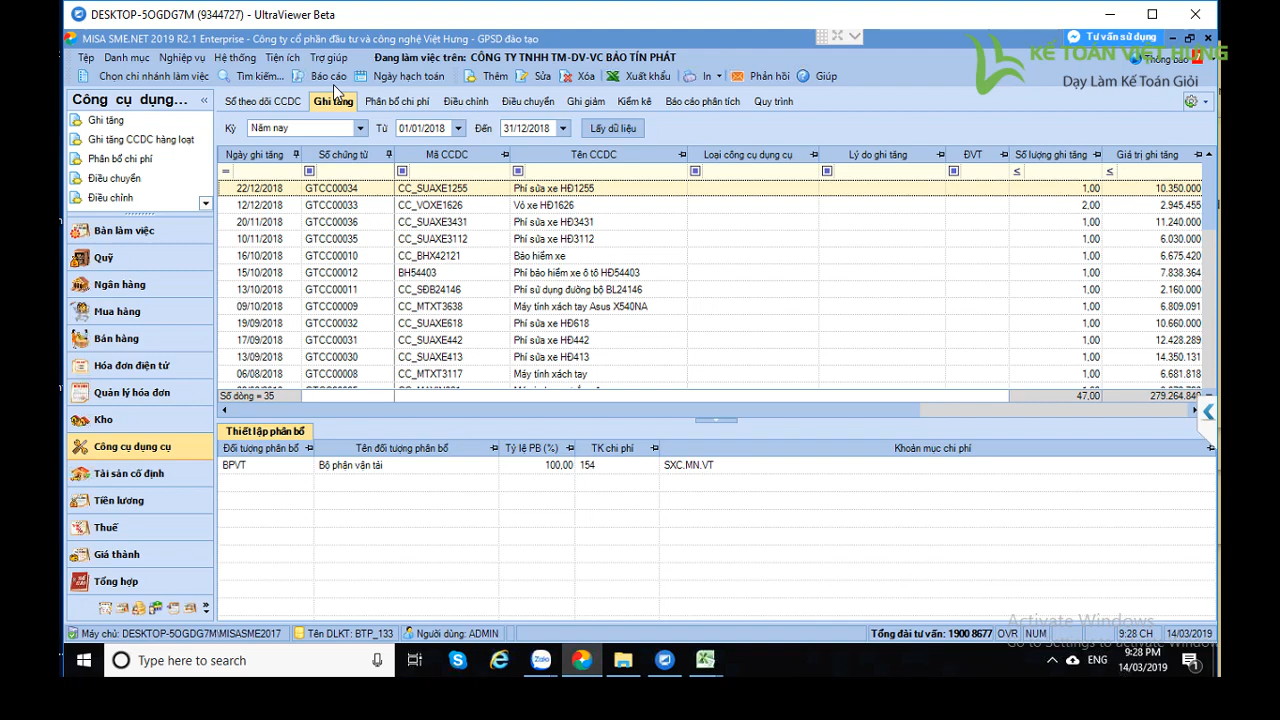 DESKTOP-5OGDG7M (9344727) - UltraViewer Beta
MISA SME.NET 2019 R2.1 Enterprise - Công ty cổ phần đầu tư và công nghệ Việt Hưng - GPSD đào tạo
Tư vấn sử dụng
KẾ TOÁN VIỆT HƯNG
Dạy Làm Kế Toán Giỏi
Tệp Danh mục Nghiệp vụ Hệ thống Tiện ích Trợ giúp Đang làm việc trên: CÔNG TY TNHH TM-DV-VC BẢO TÍN PHÁT Thông báo
Chọn chi nhánh làm việc Tìm kiếm... Báo cáo Ngày hạch toán Thêm Sửa Xóa Xuất khẩu In Phản hồi Giúp
Công cụ dụng...
Ghi tăng
Ghi tăng CCDC hàng loạt
Phân bổ chi phí
Điều chuyển
Điều chỉnh
Bàn làm việc
Quỹ
Ngân hàng
Mua hàng
Bán hàng
Hóa đơn điện tử
Quản lý hóa đơn
Kho
Công cụ dụng cụ
Tài sản cố định
Tiền lương
Thuế
Giá thành
Tổng hợp
Sổ theo dõi CCDC Ghi tăng Phân bổ chi phí Điều chỉnh Điều chuyển Ghi giảm Kiểm kê Báo cáo phân tích Quy trình
Kỳ Năm nay Từ 01/01/2018 Đến 31/12/2018 Lấy dữ liệu
Ngày ghi tăng Số chứng từ Mã CCDC Tên CCDC Loại công cụ dụng cụ Lý do ghi tăng ĐVT Số lượng ghi tăng Giá trị ghi tăng
= ≤ ≤
22/12/2018 GTCC00034 CC_SUAXE1255 Phí sửa xe HĐ1255 1,00 10.350.000
12/12/2018 GTCC00033 CC_VOXE1626 Vỏ xe HĐ1626 2,00 2.945.455
20/11/2018 GTCC00036 CC_SUAXE3431 Phí sửa xe HĐ3431 1,00 11.240.000
10/11/2018 GTCC00035 CC_SUAXE3112 Phí sửa xe HĐ3112 1,00 6.030.000
16/10/2018 GTCC00010 CC_BHX42121 Bảo hiểm xe 1,00 6.675.420
15/10/2018 GTCC00012 BH54403 Phí bảo hiểm xe ô tô HĐ54403 1,00 7.838.364
13/10/2018 GTCC00011 CC_SĐB24146 Phí sử dụng đường bộ BL24146 1,00 2.160.000
09/10/2018 GTCC00009 CC_MTXT3638 Máy tính xách tay Asus X540NA 1,00 6.809.091
19/09/2018 GTCC00032 CC_SUAXE618 Phí sửa xe HĐ618 1,00 10.660.000
17/09/2018 GTCC00031 CC_SUAXE442 Phí sửa xe HĐ442 1,00 12.428.289
13/09/2018 GTCC00030 CC_SUAXE413 Phí sửa xe HĐ413 1,00 14.350.131
06/08/2018 GTCC00008 CC_MTXT3117 Máy tính xách tay 1,00 6.681.818
Số dòng = 35 47,00 279.264.840
Thiết lập phân bổ
Đối tượng phân bổ Tên đối tượng phân bổ Tỷ lệ PB (%) TK chi phí Khoản mục chi phí
BPVT Bộ phận vận tải 100,00 154 SXC.MN.VT
Activate Windows
Go to Settings to activate Windows
Máy chủ: DESKTOP-5OGDG7M\MISASME2017 Tên DLKT: BTP_133 Người dùng: ADMIN Tổng đài tư vấn: 1900 8677 OVR NUM 9:28 CH 14/03/2019
Type here to search Zalo ENG 9:28 PM
14/03/2019